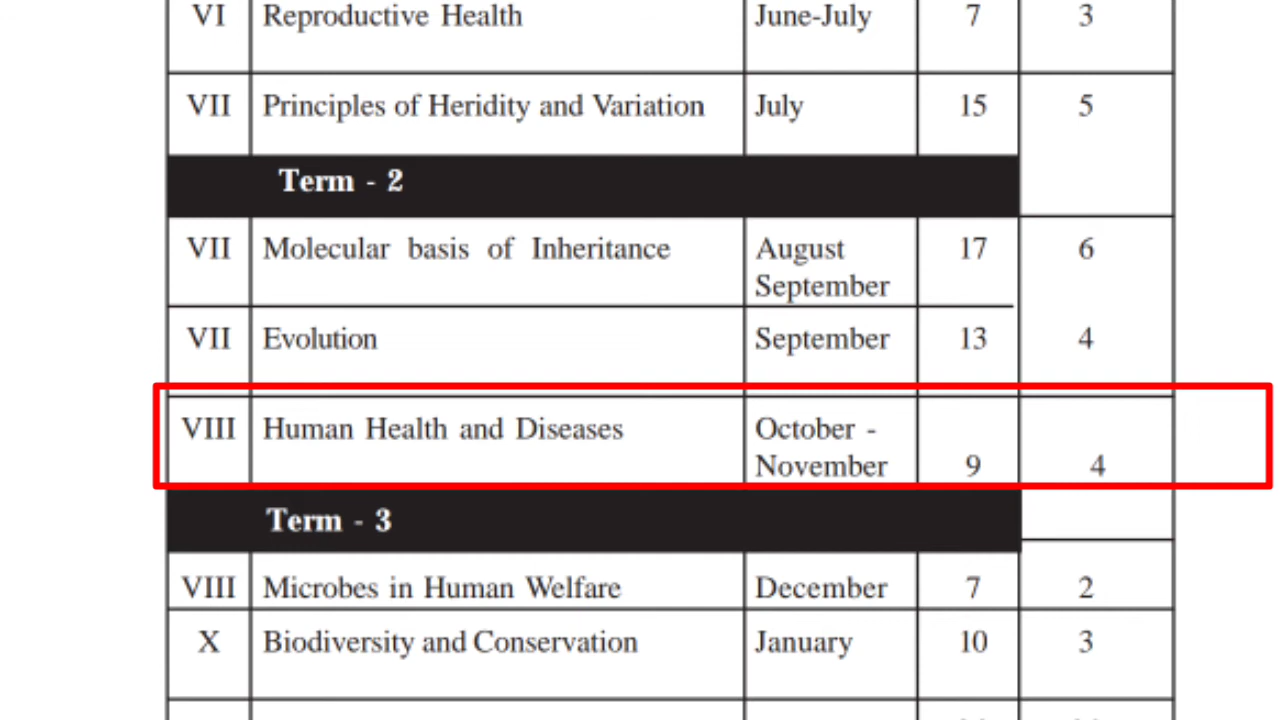 VI Reproductive Health June-July 7 3
VII Principles of Heridity and Variation July 15 5
Term - 2
VII Molecular basis of Inheritance August 17 6
September
VII Evolution September 13 4
VIII Human Health and Diseases October -
November 9 4
Term - 3
VIII Microbes in Human Welfare December 7 2
X Biodiversity and Conservation January 10 3